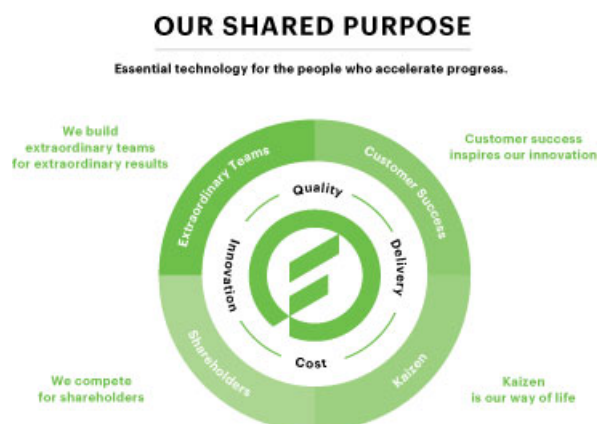 OUR SHARED PURPOSE
Essential technology for the people who accelerate progress.
We build
extraordinary teams
for extraordinary results
Customer success
inspires our innovation
Extraordinary Teams
Customer Success
Quality
Innovation
Delivery
Cost
Shareholders
Kaizen
We compete
for shareholders
Kaizen
is our way of life